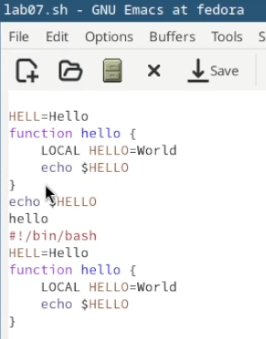 lab07.sh - GNU Emacs at fedora
File Edit Options Buffers Tools S
Save
HELL=Hello
function hello {
    LOCAL HELLO=World
    echo $HELLO
}
echo $HELLO
hello
#!/bin/bash
HELL=Hello
function hello {
    LOCAL HELLO=World
    echo $HELLO
}